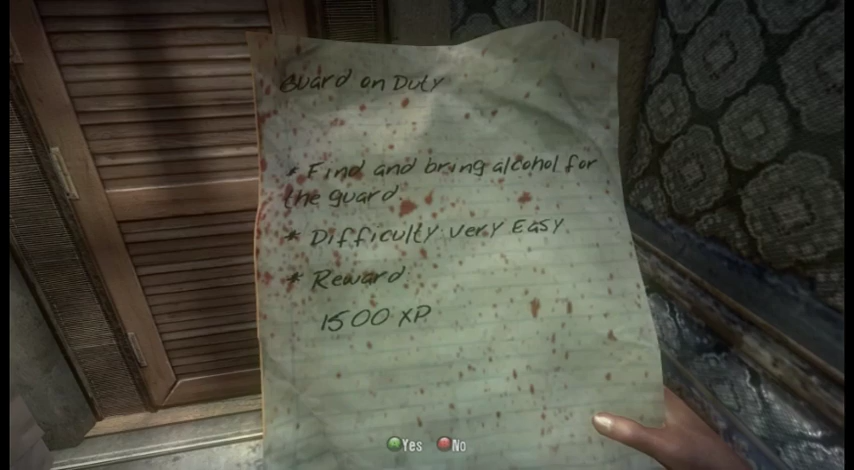 Guard on Duty
* Find and bring alcohol for
the guard.
* Difficulty very Easy
* Reward
1500 XP
Yes No